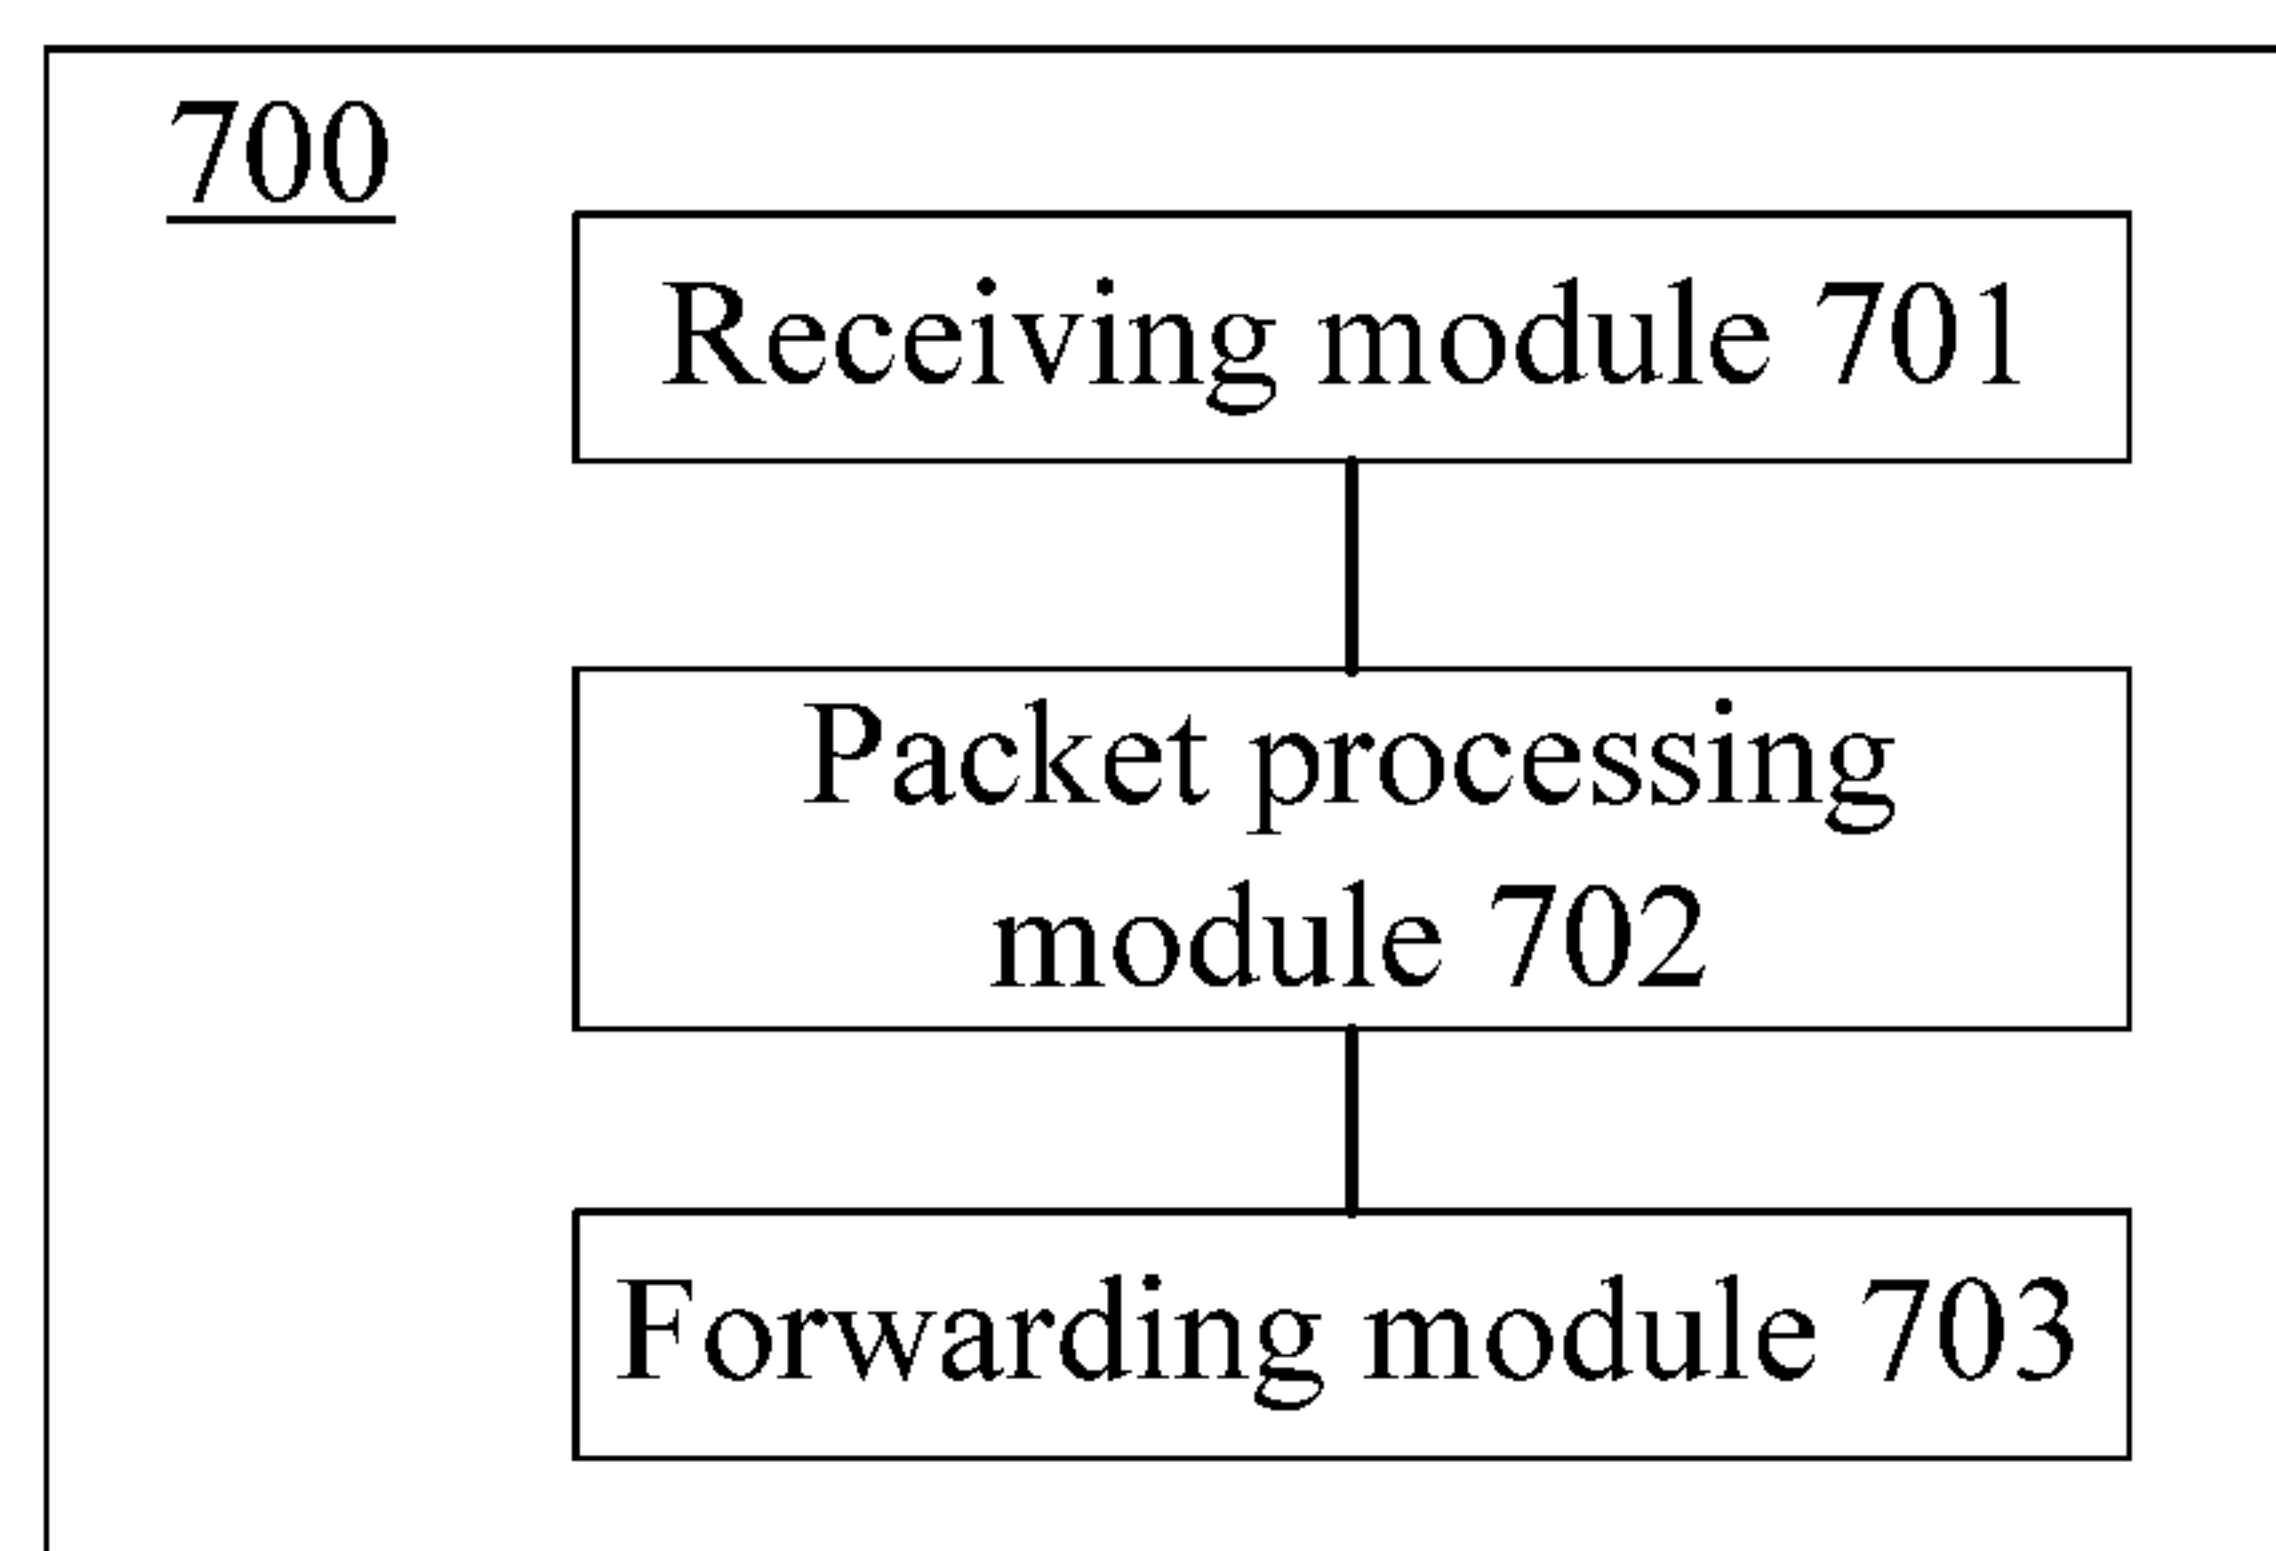 700
Receiving module 701
Packet processing
module 702
Forwarding module 703